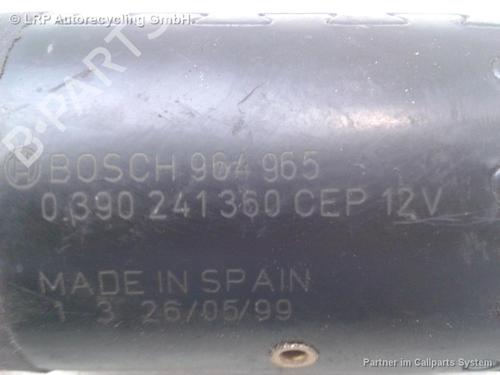 © LRP Autorecycling GmbH.
BOSCH 964 965
0.390 241 360 CEP 12V
MADE IN SPAIN
1 3 26/05/99
Partner im Callparts System.